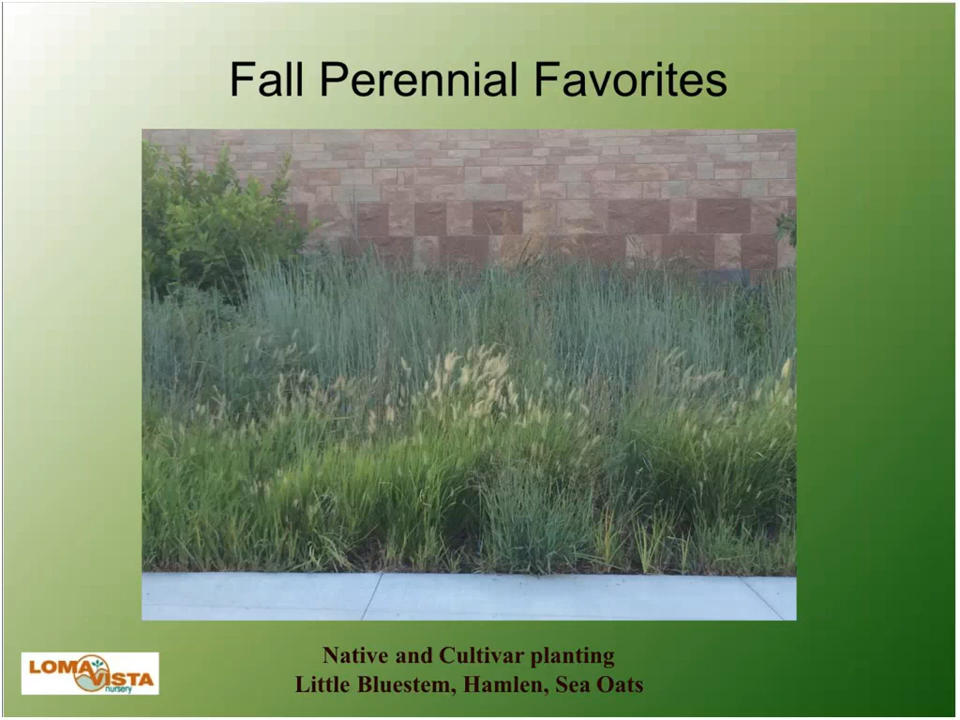 Fall Perennial Favorites
LOMA VISTA
nursery
Native and Cultivar planting
Little Bluestem, Hamlen, Sea Oats